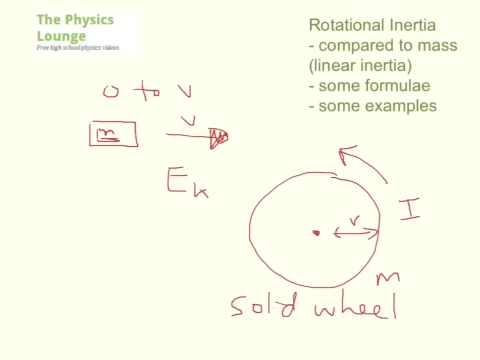 The Physics
Lounge
Free high school physics videos
Rotational Inertia
- compared to mass
(linear inertia)
- some formulae
- some examples
0 to v
m
v
Ek
r
I
m
solid wheel